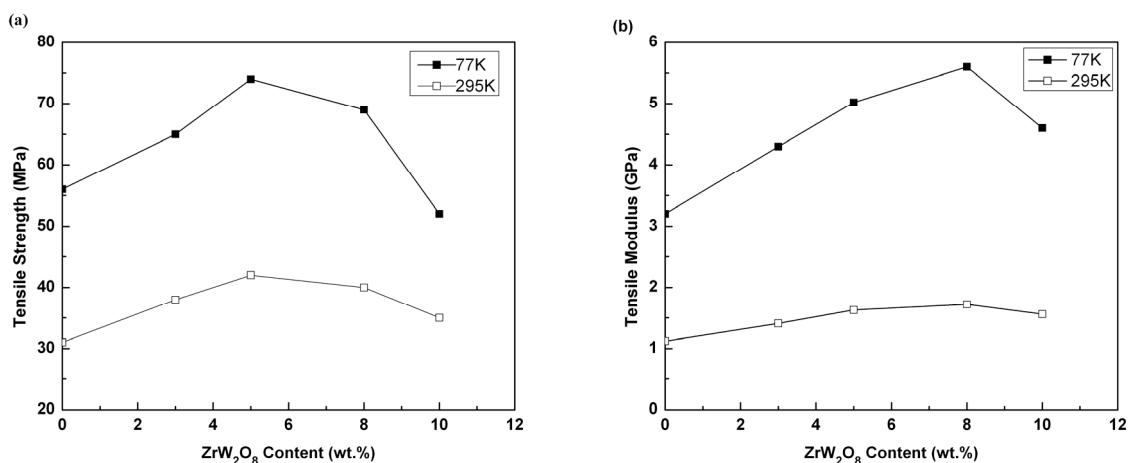 (a)
80
70
60
50
40
30
20
Tensile Strength (MPa)
77K
295K
0 2 4 6 8 10 12
ZrW₂O₈ Content (wt.%)
(b)
6
5
4
3
2
1
0
Tensile Modulus (GPa)
77K
295K
0 2 4 6 8 10 12
ZrW₂O₈ Content (wt.%)